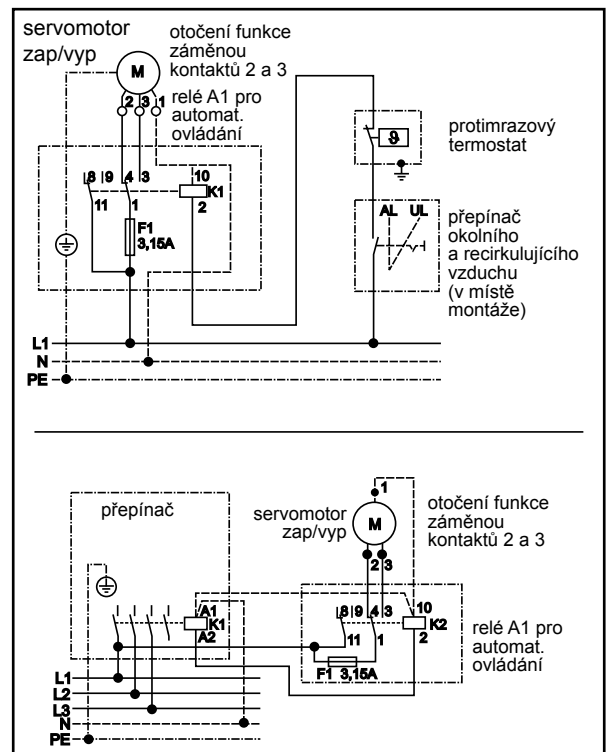 servomotor
zap/vyp
otočení funkce
záměnou
kontaktů 2 a 3
M
2 3 1
relé A1 pro
automat.
ovládání
8 9 4 3 10
K1
11 1 2
F1
3,15A
protimrazový
termostat
ϑ
AL UL
přepínač
okolního
a recirkulujícího
vzduchu
(v místě
montáže)
L1
N
PE
přepínač
servomotor
zap/vyp
1
M
2 3
otočení funkce
záměnou
kontaktů 2 a 3
A1
K1
A2
8 9 4 3 10
K2
11 1 2
F1 3,15A
relé A1 pro
automat.
ovládání
L1
L2
L3
N
PE